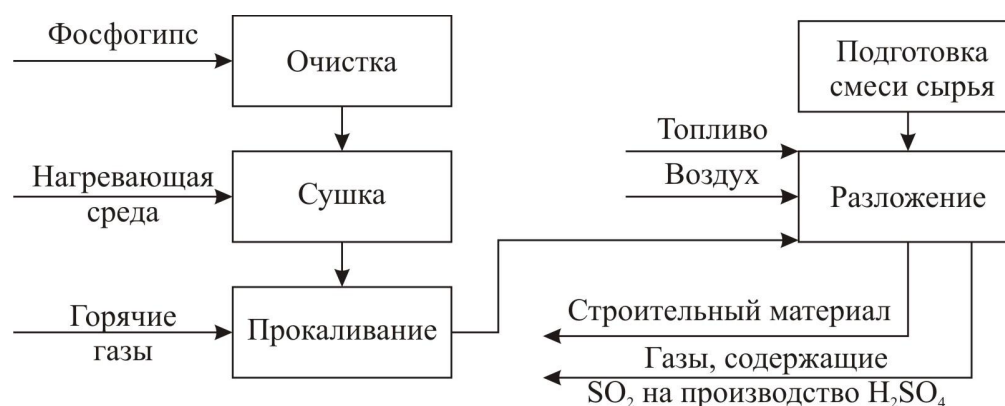 Фосфогипс
Очистка
Нагревающая
среда
Сушка
Горячие
газы
Прокаливание
Подготовка
смеси сырья
Топливо
Воздух
Разложение
Строительный материал
Газы, содержащие
SO₂ на производство H₂SO₄